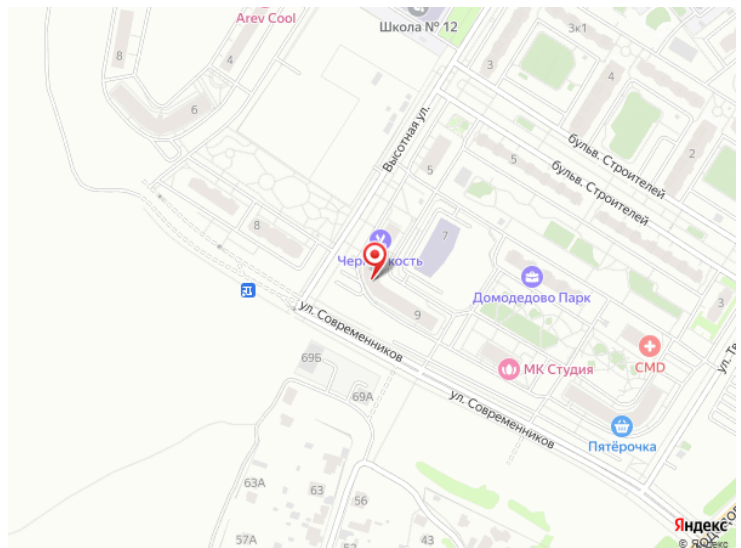 Arev Cool
Школа № 12
8
4
6
3
3к1
4
2
Высотная ул.
бульв. Строителей
бульв. Строителей
5
5
8
7
Домодедово Парк
9
3
ул. Современников
МК Студия
CMD
69Б
69А
ул. Современников
Пятёрочка
63А
63
56
57А
52
43
Яндекс
© Яндекс